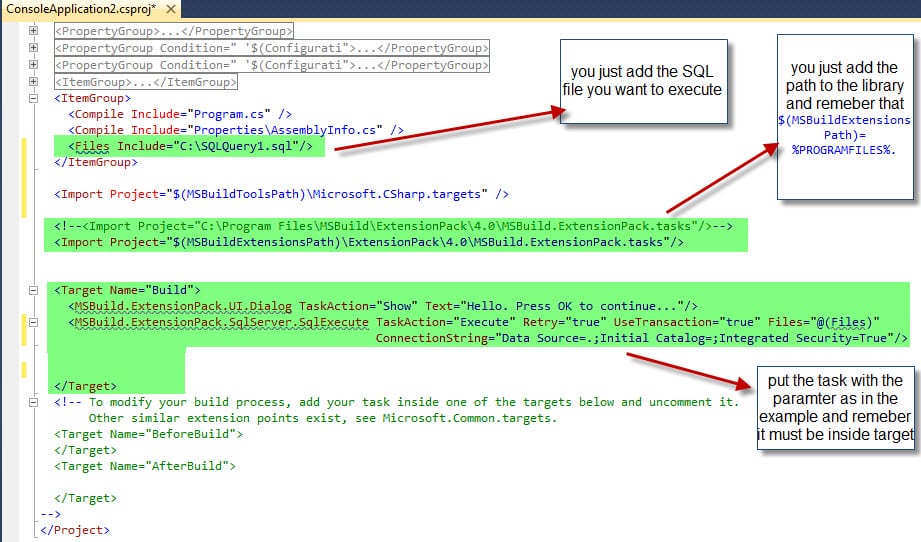 ConsoleApplication2.csproj* ×
<PropertyGroup>...</PropertyGroup>
<PropertyGroup Condition=" '$(Configurati">...</PropertyGroup>
<PropertyGroup Condition=" '$(Configurati">...</PropertyGroup>
<ItemGroup>...</ItemGroup>
<ItemGroup>
<Compile Include="Program.cs" />
<Compile Include="Properties\AssemblyInfo.cs" />
<Files Include="C:\SQLQuery1.sql"/>
</ItemGroup>
<Import Project="$(MSBuildToolsPath)\Microsoft.CSharp.targets" />
<!--<Import Project="C:\Program Files\MSBuild\ExtensionPack\4.0\MSBuild.ExtensionPack.tasks"/>-->
<Import Project="$(MSBuildExtensionsPath)\ExtensionPack\4.0\MSBuild.ExtensionPack.tasks"/>
<Target Name="Build">
<MSBuild.ExtensionPack.UI.Dialog TaskAction="Show" Text="Hello. Press OK to continue..."/>
<MSBuild.ExtensionPack.SqlServer.SqlExecute TaskAction="Execute" Retry="true" UseTransaction="true" Files="@(Files)"
ConnectionString="Data Source=.;Initial Catalog=;Integrated Security=True"/>
</Target>
<!-- To modify your build process, add your task inside one of the targets below and uncomment it.
Other similar extension points exist, see Microsoft.Common.targets.
<Target Name="BeforeBuild">
</Target>
<Target Name="AfterBuild">
</Target>
-->
</Project>
you just add the SQL
file you want to execute
you just add the
path to the library
and remeber that
$(MSBuildExtensions
Path)=
%PROGRAMFILES%.
put the task with the
paramter as in the
example and remeber
it must be inside target